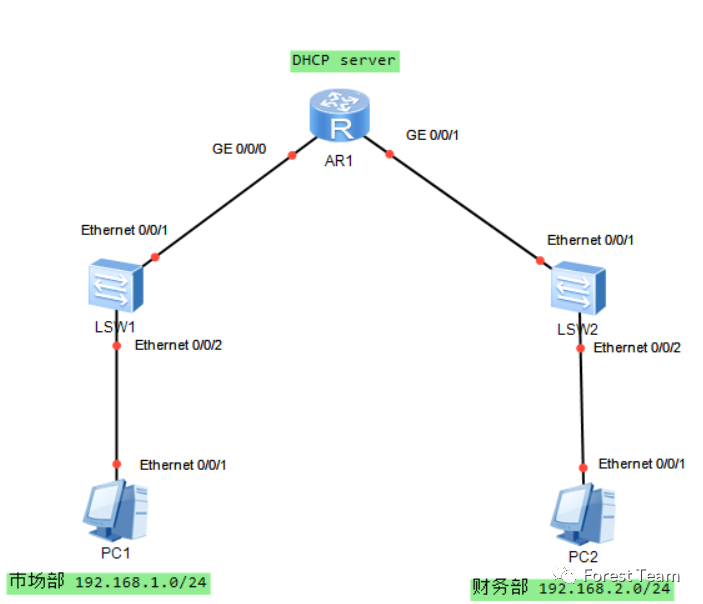 DHCP server
R
GE 0/0/0
GE 0/0/1
AR1
Ethernet 0/0/1
Ethernet 0/0/1
LSW1
LSW2
Ethernet 0/0/2
Ethernet 0/0/2
Ethernet 0/0/1
Ethernet 0/0/1
PC1
PC2
市场部 192.168.1.0/24
财务部 192.168.2.0/24
Forest Team